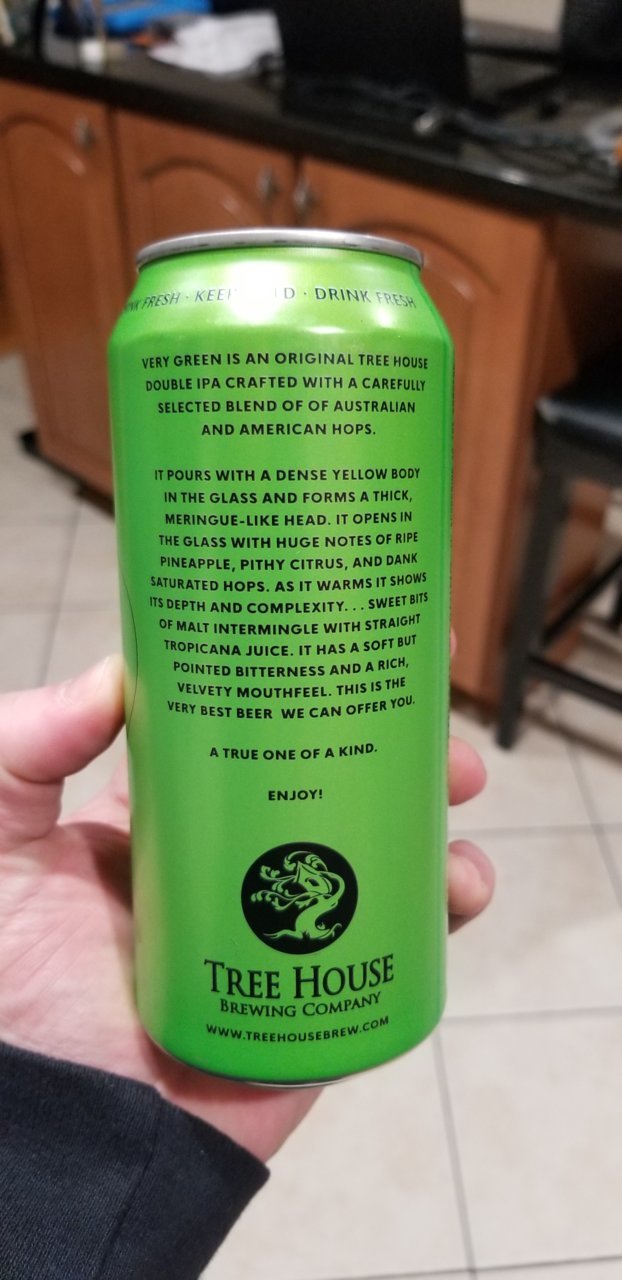 FRESH · KEEP · DRINK FRESH
VERY GREEN IS AN ORIGINAL TREE HOUSE
DOUBLE IPA CRAFTED WITH A CAREFULLY
SELECTED BLEND OF OF AUSTRALIAN
AND AMERICAN HOPS.
IT POURS WITH A DENSE YELLOW BODY
IN THE GLASS AND FORMS A THICK,
MERINGUE-LIKE HEAD. IT OPENS IN
THE GLASS WITH HUGE NOTES OF RIPE
PINEAPPLE, PITHY CITRUS, AND DANK
SATURATED HOPS. AS IT WARMS IT SHOWS
ITS DEPTH AND COMPLEXITY. . . SWEET BITS
OF MALT INTERMINGLE WITH STRAIGHT
TROPICANA JUICE. IT HAS A SOFT BUT
POINTED BITTERNESS AND A RICH,
VELVETY MOUTHFEEL. THIS IS THE
VERY BEST BEER WE CAN OFFER YOU.
A TRUE ONE OF A KIND.
ENJOY!
TREE HOUSE
BREWING COMPANY
WWW.TREEHOUSEBREW.COM